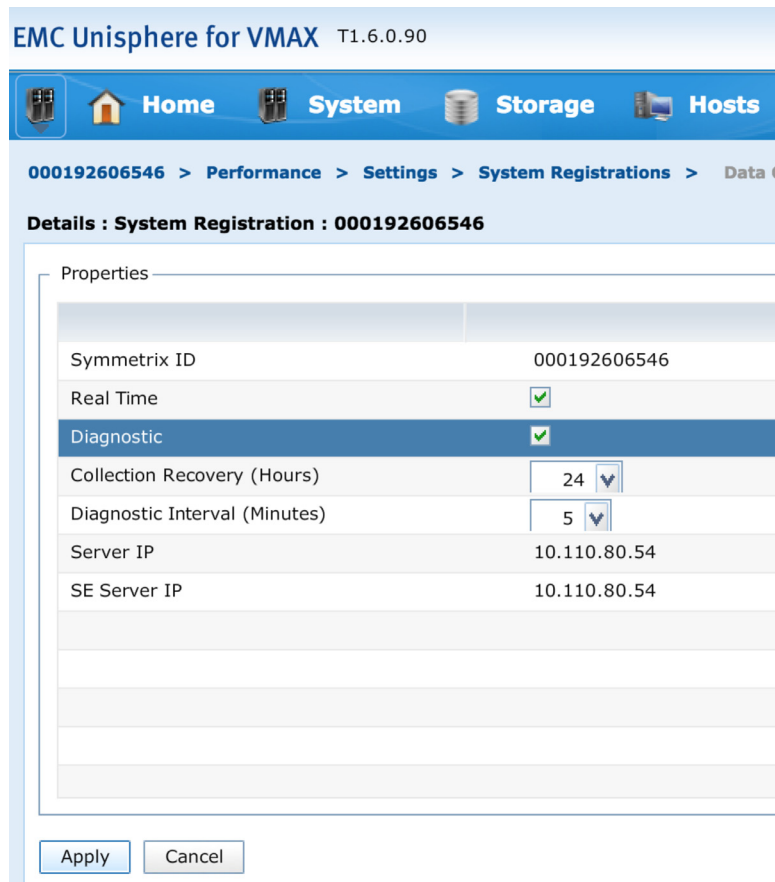 EMC Unisphere for VMAX T1.6.0.90
Home System Storage Hosts
000192606546 > Performance > Settings > System Registrations > Data
Details : System Registration : 000192606546
Properties
Symmetrix ID 000192606546
Real Time
Diagnostic
Collection Recovery (Hours) 24
Diagnostic Interval (Minutes) 5
Server IP 10.110.80.54
SE Server IP 10.110.80.54
Apply Cancel